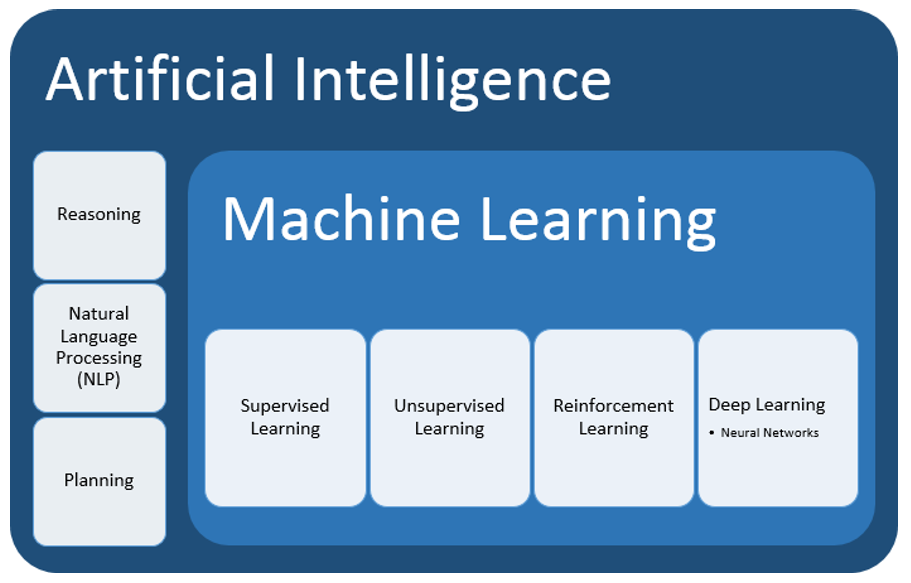 Artificial Intelligence
Reasoning
Natural
Language
Processing
(NLP)
Planning
Machine Learning
Supervised
Learning
Unsupervised
Learning
Reinforcement
Learning
Deep Learning
• Neural Networks